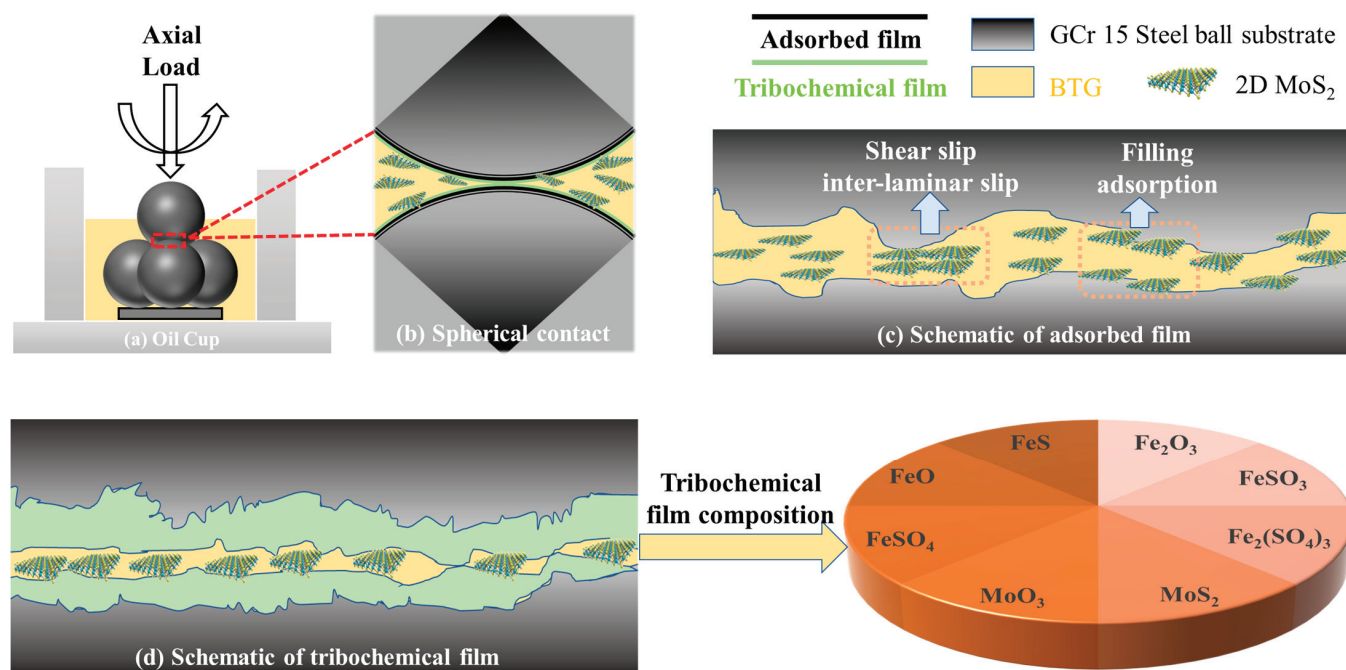 Axial
Load
(a) Oil Cup
(b) Spherical contact
Adsorbed film
Tribochemical film
GCr 15 Steel ball substrate
BTG
2D MoS₂
Shear slip
inter-laminar slip
Filling
adsorption
(c) Schematic of adsorbed film
(d) Schematic of tribochemical film
Tribochemical
film composition
FeS
Fe₂O₃
FeO
FeSO₃
FeSO₄
Fe₂(SO₄)₃
MoO₃
MoS₂